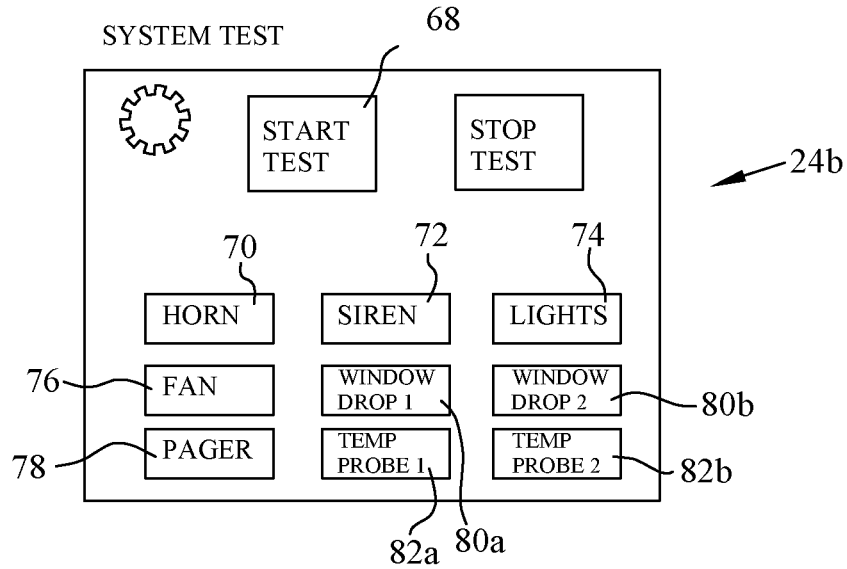 SYSTEM TEST
68
START
TEST
STOP
TEST
24b
70
72
74
HORN
SIREN
LIGHTS
76
FAN
WINDOW
DROP 1
WINDOW
DROP 2
80b
78
PAGER
TEMP
PROBE 1
TEMP
PROBE 2
82b
82a
80a